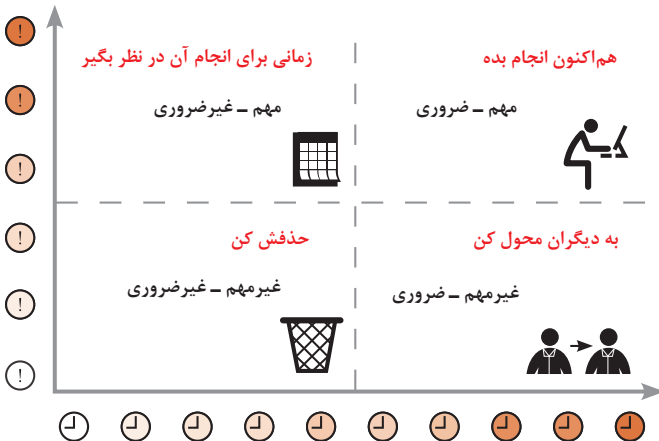 هم‌اکنون انجام بده
مهم ـ ضروری
زمانی برای انجام آن در نظر بگیر
مهم ـ غیرضروری
به دیگران محول کن
غیرمهم ـ ضروری
حذفش کن
غیرمهم ـ غیرضروری